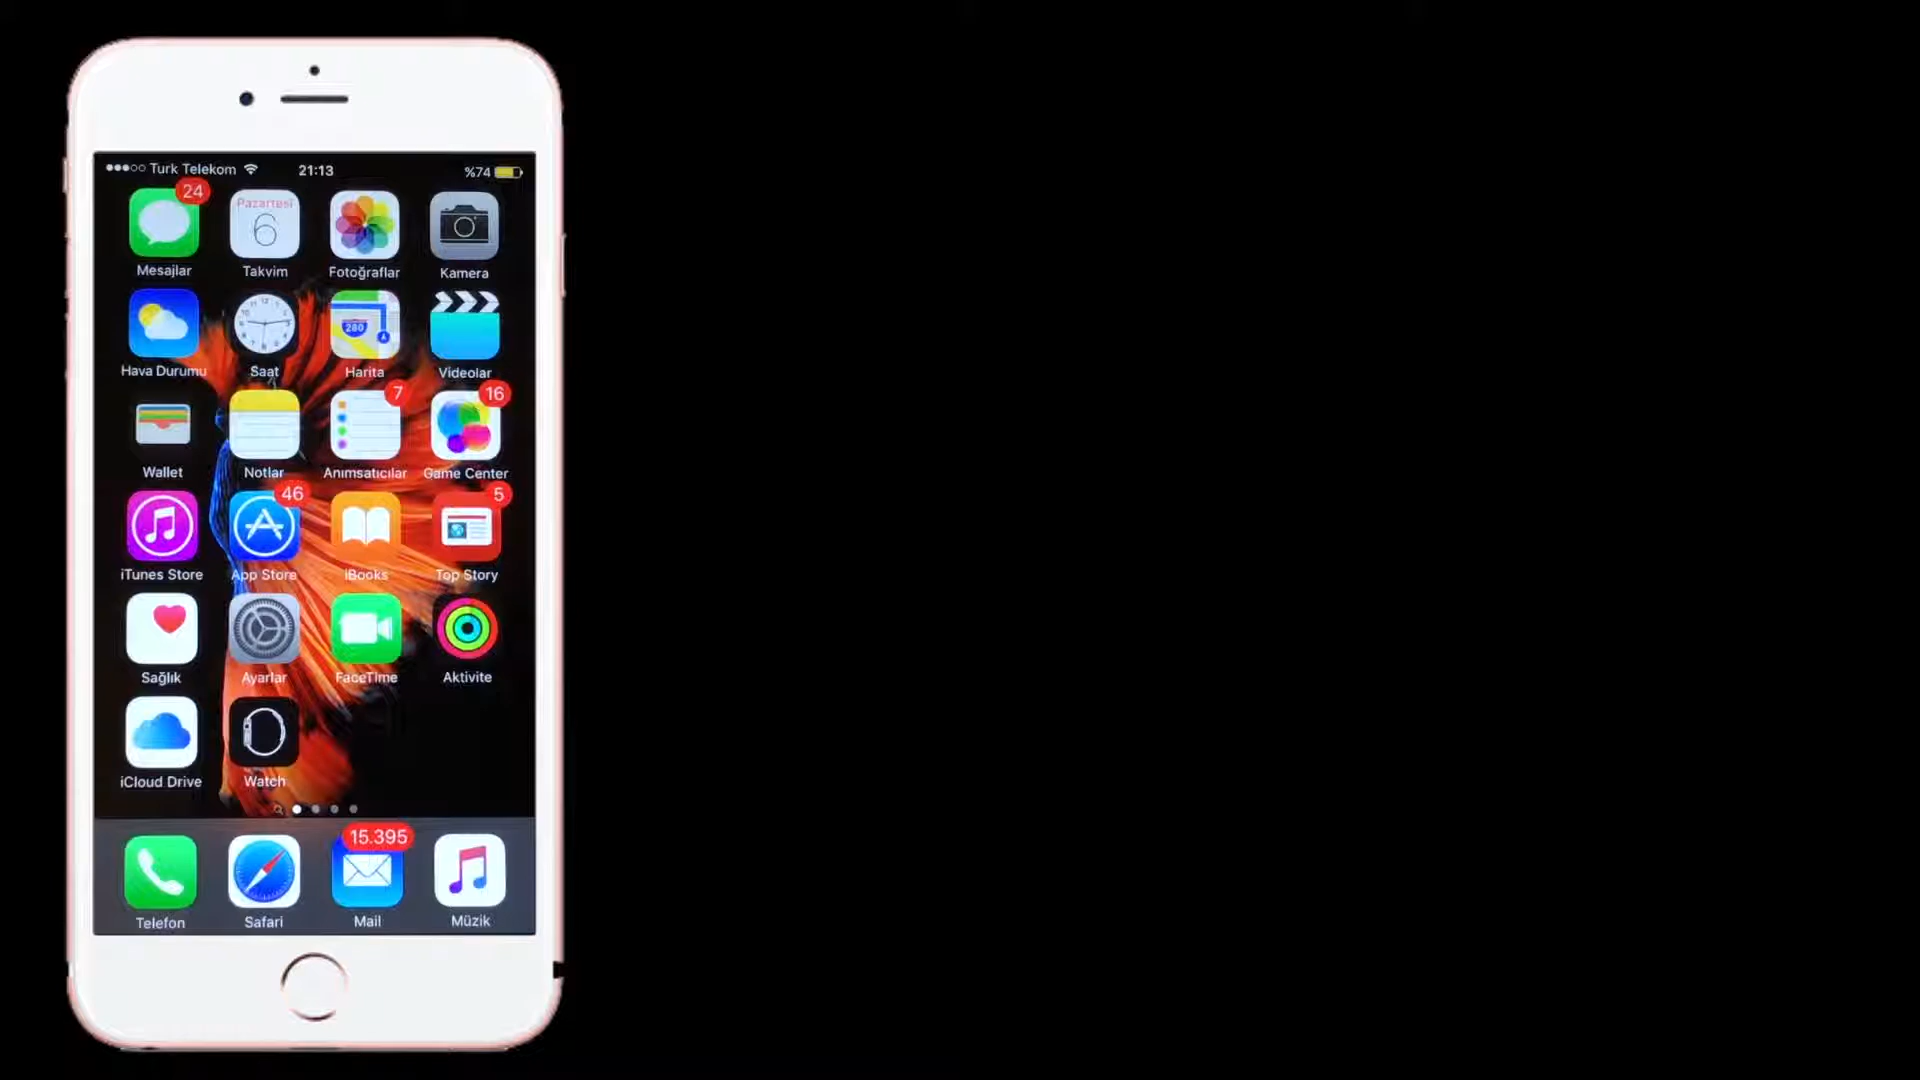 Turk Telekom 21:13 %74
24
Pazartesi
6
Mesajlar Takvim Fotoğraflar Kamera
280
Hava Durumu Saat Harita Videolar
7 16
Wallet Notlar Anımsatıcılar Game Center
46 5
iTunes Store App Store iBooks Top Story
Sağlık Ayarlar FaceTime Aktivite
iCloud Drive Watch
15.395
Telefon Safari Mail Müzik